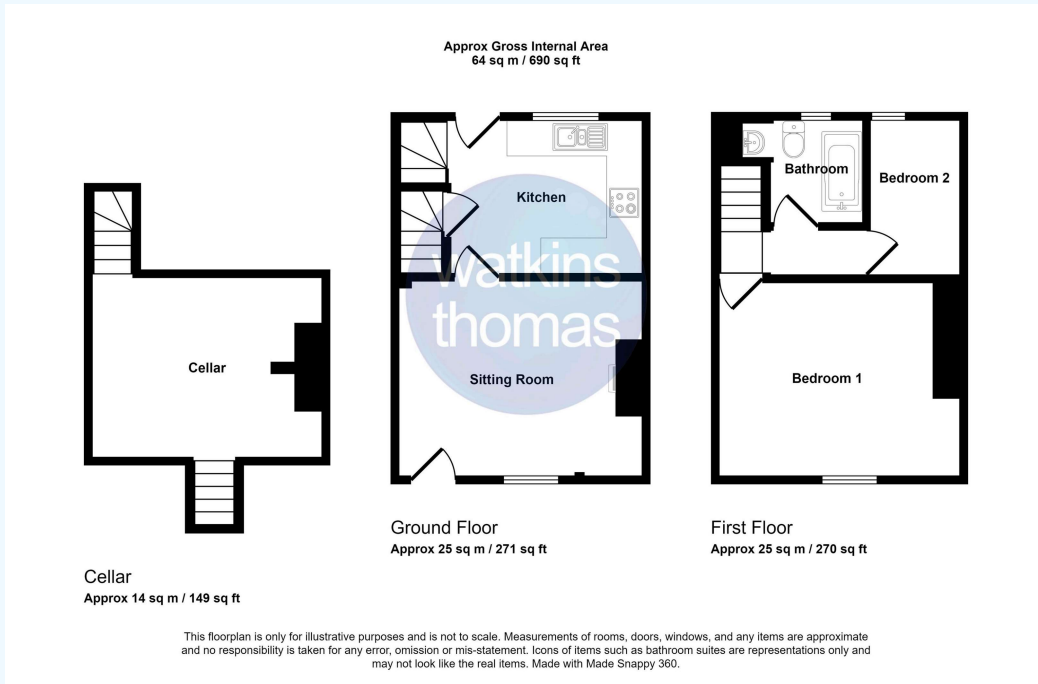 Approx Gross Internal Area
64 sq m / 690 sq ft
Cellar
Kitchen
watkins
thomas
Sitting Room
Bathroom
Bedroom 2
Bedroom 1
Cellar
Approx 14 sq m / 149 sq ft
Ground Floor
Approx 25 sq m / 271 sq ft
First Floor
Approx 25 sq m / 270 sq ft
This floorplan is only for illustrative purposes and is not to scale. Measurements of rooms, doors, windows, and any items are approximate
and no responsibility is taken for any error, omission or mis-statement. Icons of items such as bathroom suites are representations only and
may not look like the real items. Made with Made Snappy 360.